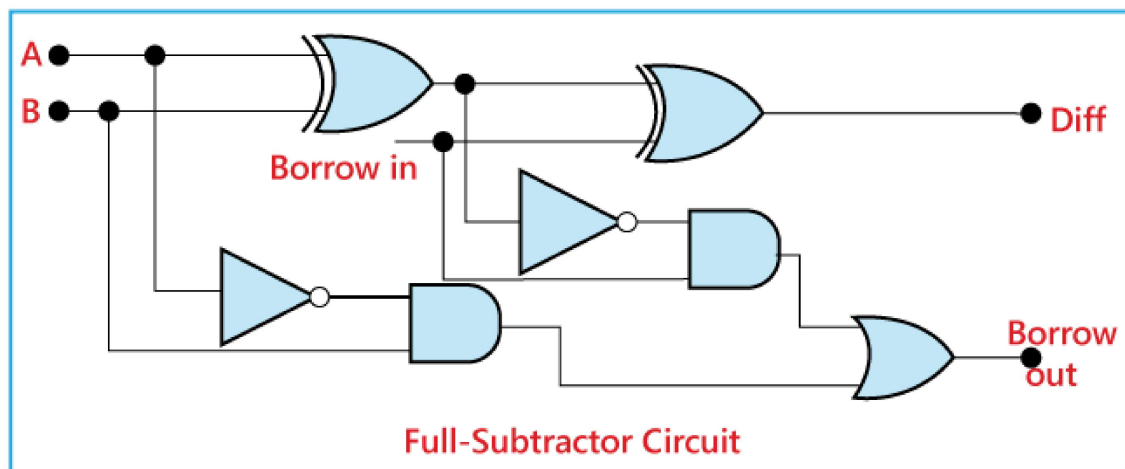 A
B
Borrow in
Diff
Borrow
out
Full-Subtractor Circuit